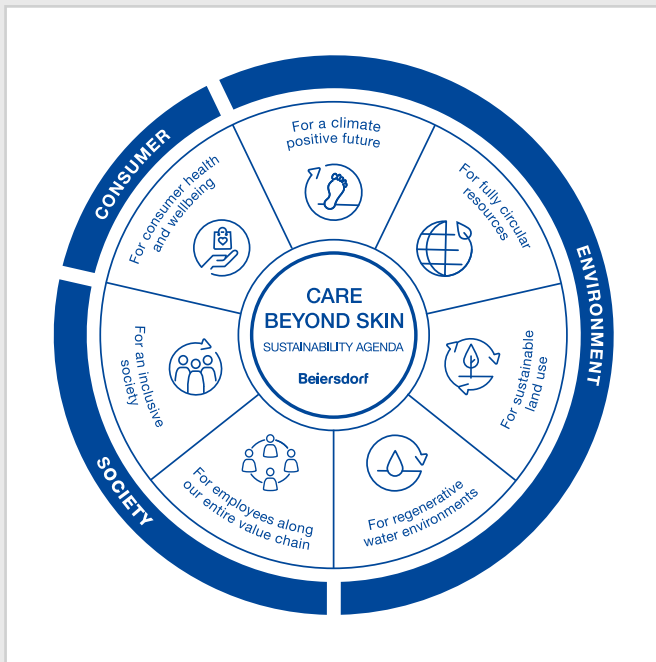 CARE
BEYOND SKIN
SUSTAINABILITY AGENDA
Beiersdorf
CONSUMER
For consumer health
and wellbeing
ENVIRONMENT
For a climate
positive future
For fully circular
resources
For sustainable
land use
For regenerative
water environments
SOCIETY
For employees along
our entire value chain
For an inclusive
society